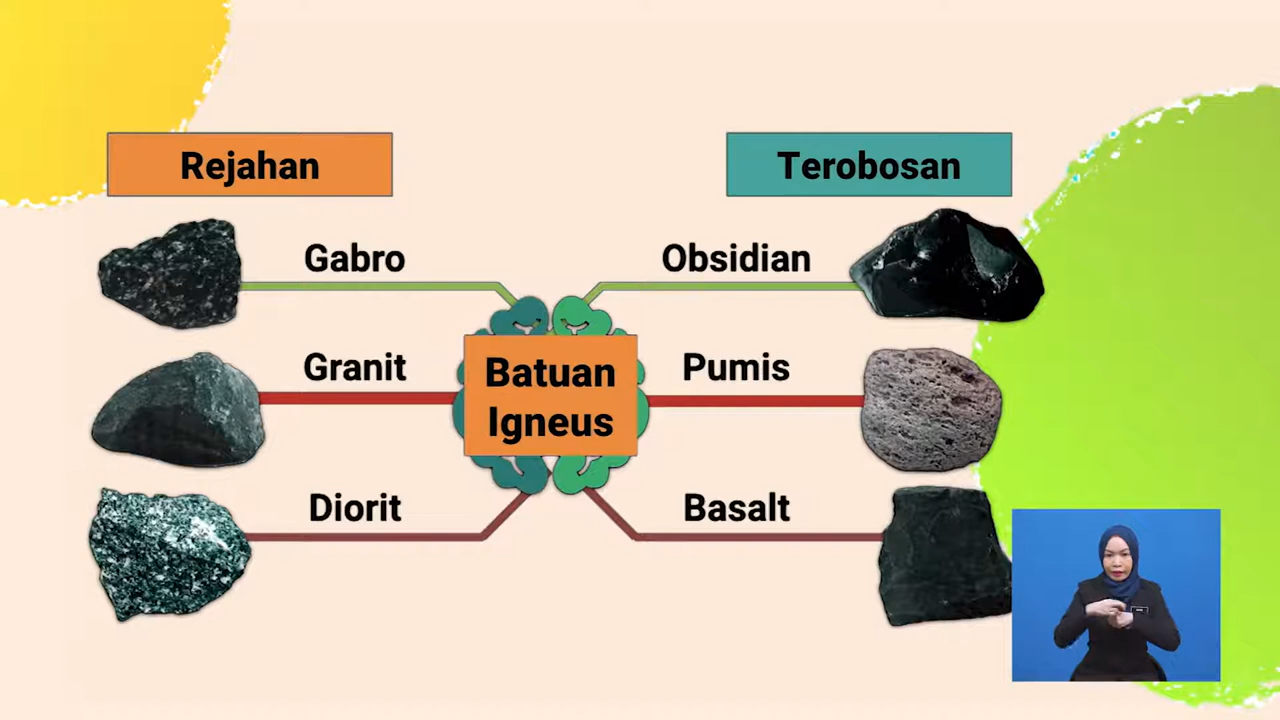 Rejahan
Terobosan
Gabro
Obsidian
Granit
Batuan
Igneus
Pumis
Diorit
Basalt